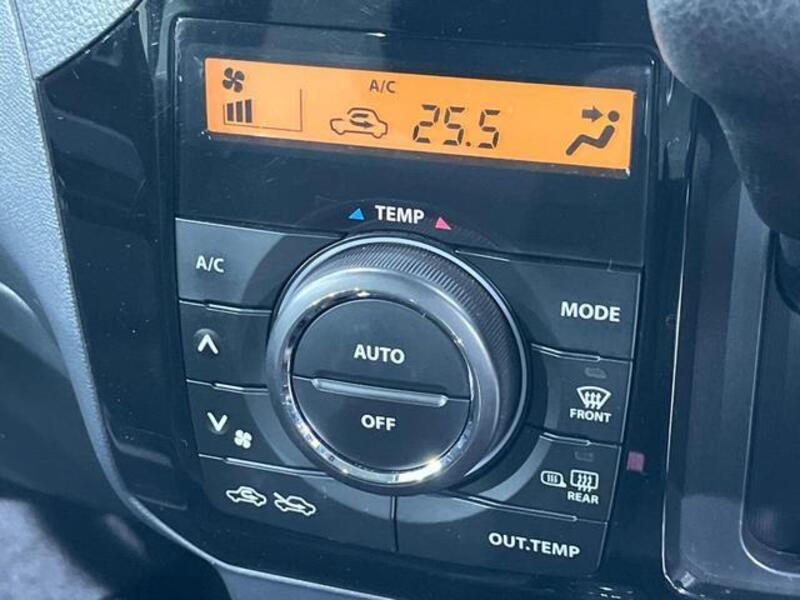 A/C
25.5
TEMP
A/C
MODE
AUTO
OFF
FRONT
REAR
OUT.TEMP